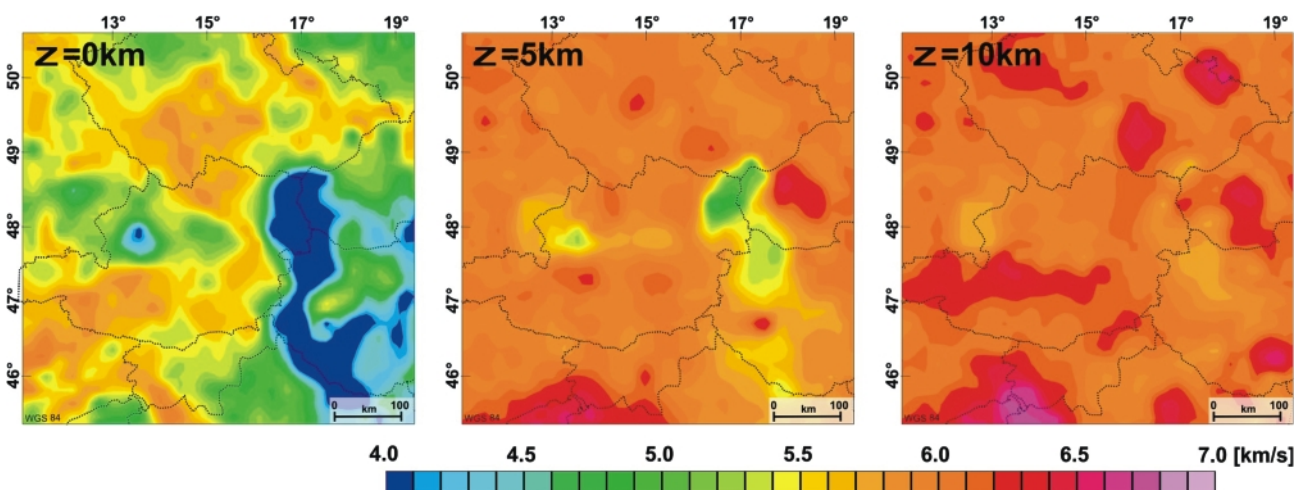 13° 15° 17° 19° 13° 15° 17° 19° 13° 15° 17° 19°
z=0km z=5km z=10km
50° 50° 50°
49° 49° 49°
48° 48° 48°
47° 47° 47°
46° 46° 46°
0 km 100 0 km 100 0 km 100
WGS 84 WGS 84 WGS 84
4.0 4.5 5.0 5.5 6.0 6.5 7.0 [km/s]